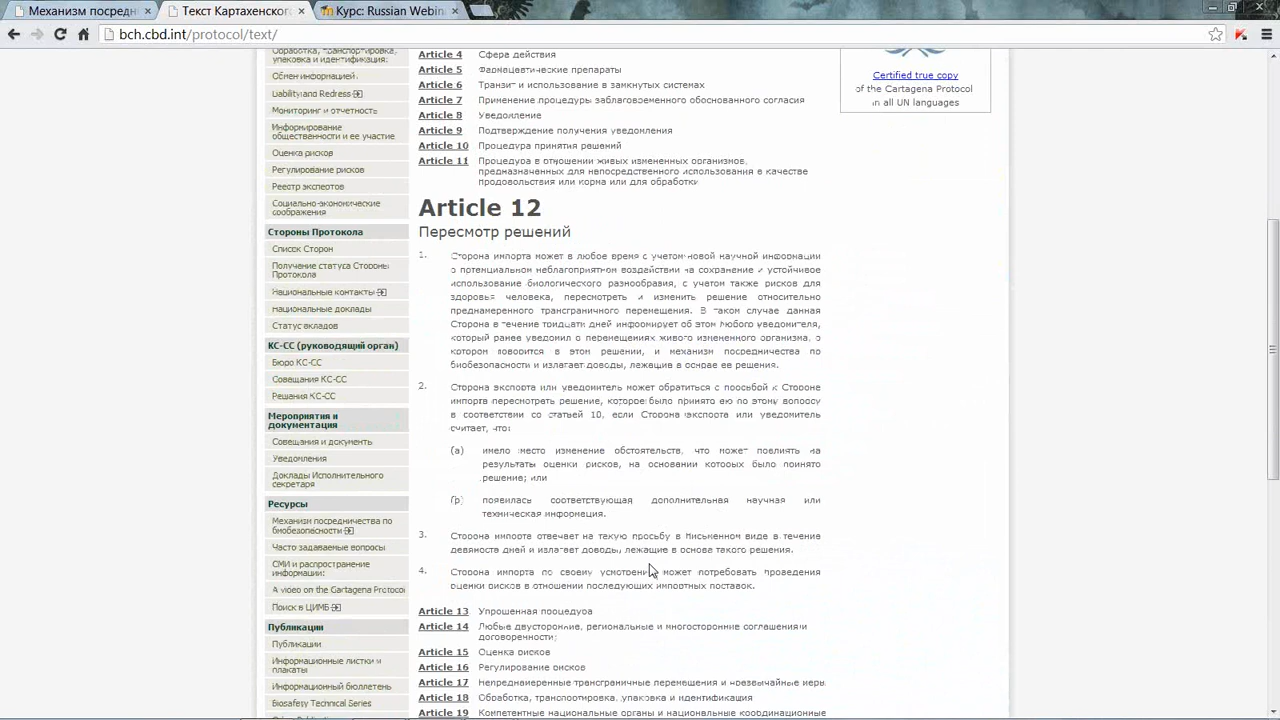 Механизм посредн
Текст Картахенского
Курс: Russian Webin
bch.cbd.int/protocol/text/
Обработка, транспортировка,
упаковка и идентификация:
Обмен информацией
Liability and Redress
Мониторинг и отчетность
Информирование
общественности и ее участие
Оценка рисков
Регулирование рисков
Реестр экспертов
Социально-экономические
соображения
Стороны Протокола
Список Сторон
Получение статуса Стороны
Протокола
Национальные контакты
Национальные доклады
Статус вкладов
КС-СС (руководящий орган)
Бюро КС-СС
Совещания КС-СС
Решения КС-СС
Мероприятия и
документация
Совещания и документы
Уведомления
Доклады Исполнительного
секретаря
Ресурсы
Механизм посредничества по
биобезопасности
Часто задаваемые вопросы
СМИ и распространение
информации:
A video on the Cartagena Protocol
Поиск в ЦИМБ
Публикации
Публикации
Информационные листки и
плакаты
Информационный бюллетень
Biosafety Technical Series
Article 4 Сфера действия
Article 5 Фармацевтические препараты
Article 6 Транзит и использование в замкнутых системах
Article 7 Применение процедуры заблаговременного обоснованного согласия
Article 8 Уведомление
Article 9 Подтверждение получения уведомления
Article 10 Процедура принятия решений
Article 11 Процедура в отношении живых измененных организмов,
предназначенных для непосредственного использования в качестве
продовольствия или корма или для обработки
Article 12
Пересмотр решений
1. Сторона импорта может в любое время с учетом новой научной информации
о потенциальном неблагоприятном воздействии на сохранение и устойчивое
использование биологического разнообразия, с учетом также рисков для
здоровья человека, пересмотреть и изменить решение относительно
преднамеренного трансграничного перемещения. В таком случае данная
Сторона в течение тридцати дней информирует об этом любого уведомителя,
который ранее уведомил о перемещениях живого измененного организма, о
котором говорится в этом решении, и механизм посредничества по
биобезопасности и излагает доводы, лежащие в основе ее решения.
2. Сторона экспорта или уведомитель может обратиться с просьбой к Стороне
импорта пересмотреть решение, которое было принято ею по этому вопросу
в соответствии со статьей 10, если Сторона экспорта или уведомитель
считает, что:
(a) имело место изменение обстоятельств, что может повлиять на
результаты оценки рисков, на основании которых было принято
решение; или
(b) появилась соответствующая дополнительная научная или
техническая информация.
3. Сторона импорта отвечает на такую просьбу в письменном виде в течение
девяноста дней и излагает доводы, лежащие в основе такого решения.
4. Сторона импорта по своему усмотрению может потребовать проведения
оценки рисков в отношении последующих импортных поставок.
Article 13 Упрощенная процедура
Article 14 Любые двусторонние, региональные и многосторонние соглашения и
договоренности;
Article 15 Оценка рисков
Article 16 Регулирование рисков
Article 17 Непреднамеренные трансграничные перемещения и чрезвычайные меры
Article 18 Обработка, транспортировка, упаковка и идентификация
Article 19 Компетентные национальные органы и национальные координационные
Certified true copy
of the Cartagena Protocol
in all UN languages